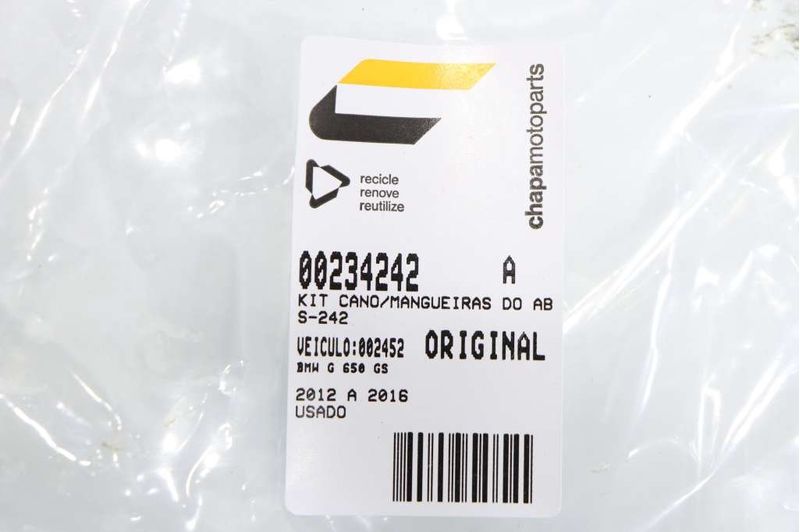 chapamotoparts
recicle
renove
reutilize
00234242 A
KIT CANO/MANGUEIRAS DO AB
S-242
VEICULO:002452 ORIGINAL
BMW G 650 GS
2012 A 2016
USADO